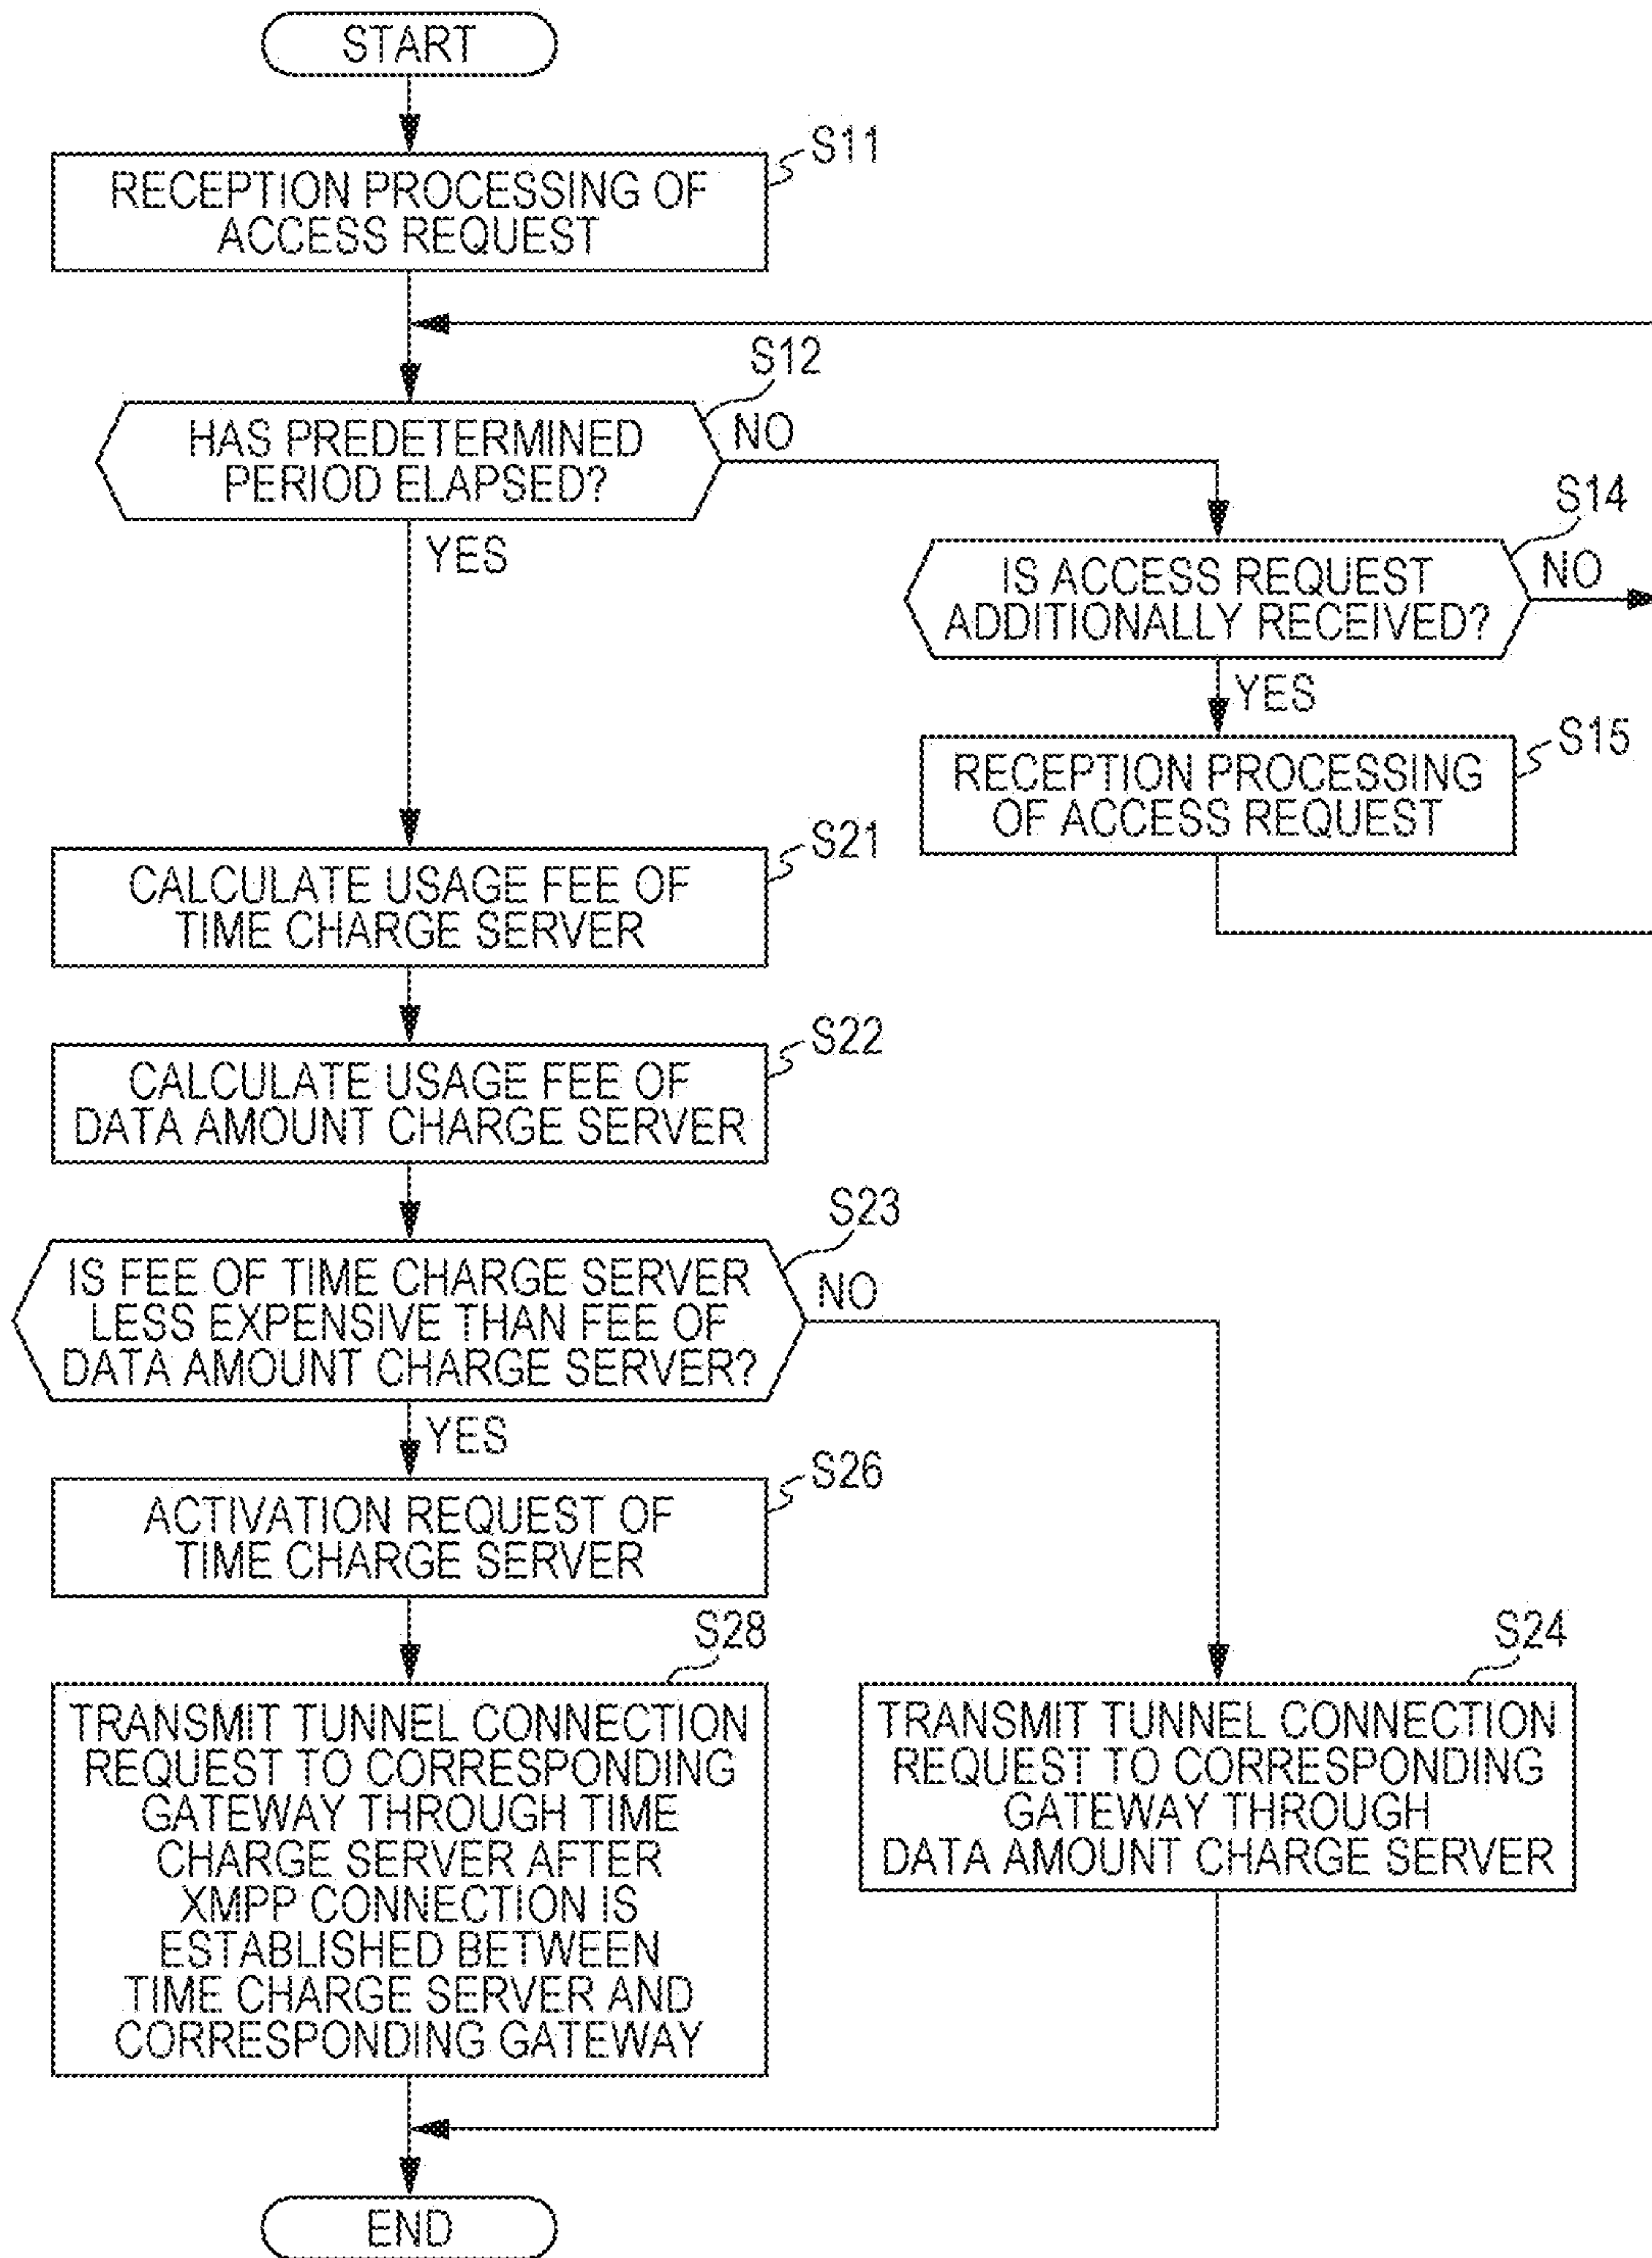 START
S11
RECEPTION PROCESSING OF
ACCESS REQUEST
S12
HAS PREDETERMINED
PERIOD ELAPSED?
NO
YES
S14
IS ACCESS REQUEST
ADDITIONALLY RECEIVED?
NO
YES
S15
RECEPTION PROCESSING
OF ACCESS REQUEST
S21
CALCULATE USAGE FEE OF
TIME CHARGE SERVER
S22
CALCULATE USAGE FEE OF
DATA AMOUNT CHARGE SERVER
S23
IS FEE OF TIME CHARGE SERVER
LESS EXPENSIVE THAN FEE OF
DATA AMOUNT CHARGE SERVER?
NO
YES
S26
ACTIVATION REQUEST OF
TIME CHARGE SERVER
S28
TRANSMIT TUNNEL CONNECTION
REQUEST TO CORRESPONDING
GATEWAY THROUGH TIME
CHARGE SERVER AFTER
XMPP CONNECTION IS
ESTABLISHED BETWEEN
TIME CHARGE SERVER AND
CORRESPONDING GATEWAY
S24
TRANSMIT TUNNEL CONNECTION
REQUEST TO CORRESPONDING
GATEWAY THROUGH
DATA AMOUNT CHARGE SERVER
END